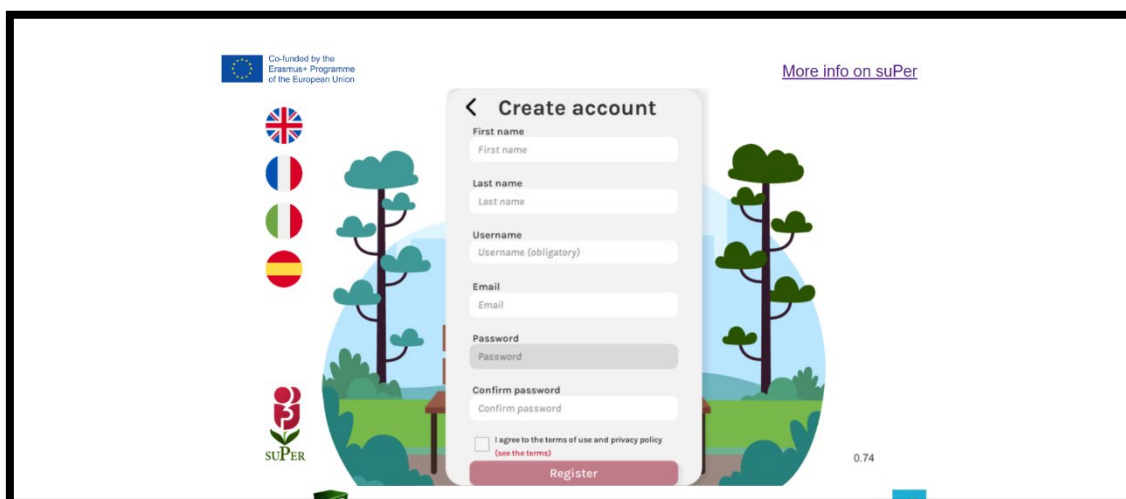 Co-funded by the
Erasmus+ Programme
of the European Union
More info on suPer
Create account
First name
First name
Last name
Last name
Username
Username (obligatory)
Email
Email
Password
Password
Confirm password
Confirm password
I agree to the terms of use and privacy policy
(see the terms)
Register
SUPER
0.74